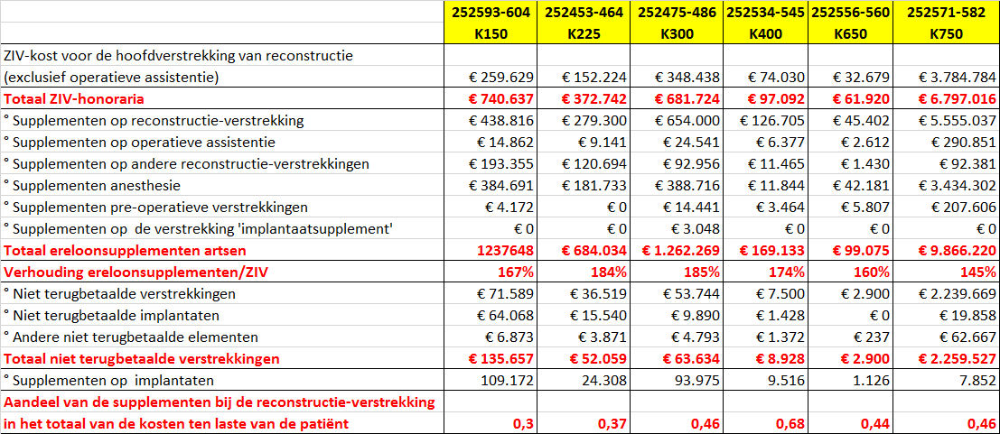 252593-604 252453-464 252475-486 252534-545 252556-560 252571-582
K150 K225 K300 K400 K650 K750
ZIV-kost voor de hoofdverstrekking van reconstructie
(exclusief operatieve assistentie) € 259.629 € 152.224 € 348.438 € 74.030 € 32.679 € 3.784.784
Totaal ZIV-honoraria € 740.637 € 372.742 € 681.724 € 97.092 € 61.920 € 6.797.016
° Supplementen op reconstructie-verstrekking € 438.816 € 279.300 € 654.000 € 126.705 € 45.402 € 5.555.037
° Supplementen op operatieve assistentie € 14.862 € 9.141 € 24.541 € 6.377 € 2.612 € 290.851
° Supplementen op andere reconstructie-verstrekkingen € 193.355 € 120.694 € 92.956 € 11.465 € 1.430 € 92.381
° Supplementen anesthesie € 384.691 € 181.733 € 388.716 € 11.844 € 42.181 € 3.434.302
° Supplementen pre-operatieve verstrekkingen € 4.172 € 0 € 14.441 € 3.464 € 5.807 € 207.606
° Supplementen op  de verstrekking 'implantaatsupplement' € 0 € 0 € 3.048 € 0 € 0 € 0
Totaal ereloonsupplementen artsen 1237648 € 684.034 € 1.262.269 € 169.133 € 99.075 € 9.866.220
Verhouding ereloonsupplementen/ZIV 167% 184% 185% 174% 160% 145%
° Niet terugbetaalde verstrekkingen € 71.589 € 36.519 € 53.744 € 7.500 € 2.900 € 2.239.669
° Niet terugbetaalde implantaten € 64.068 € 15.540 € 9.890 € 1.428 € 0 € 19.858
° Andere niet terugbetaalde elementen € 6.873 € 3.871 € 4.793 € 1.372 € 237 € 62.667
Totaal niet terugbetaalde verstrekkingen € 135.657 € 52.059 € 63.634 € 8.928 € 2.900 € 2.259.527
° Supplementen op  implantaten 109.172 24.308 93.975 9.516 1.126 7.852
Aandeel van de supplementen bij de reconstructie-verstrekking
in het totaal van de kosten ten laste van de patiënt 0,3 0,37 0,46 0,68 0,44 0,46